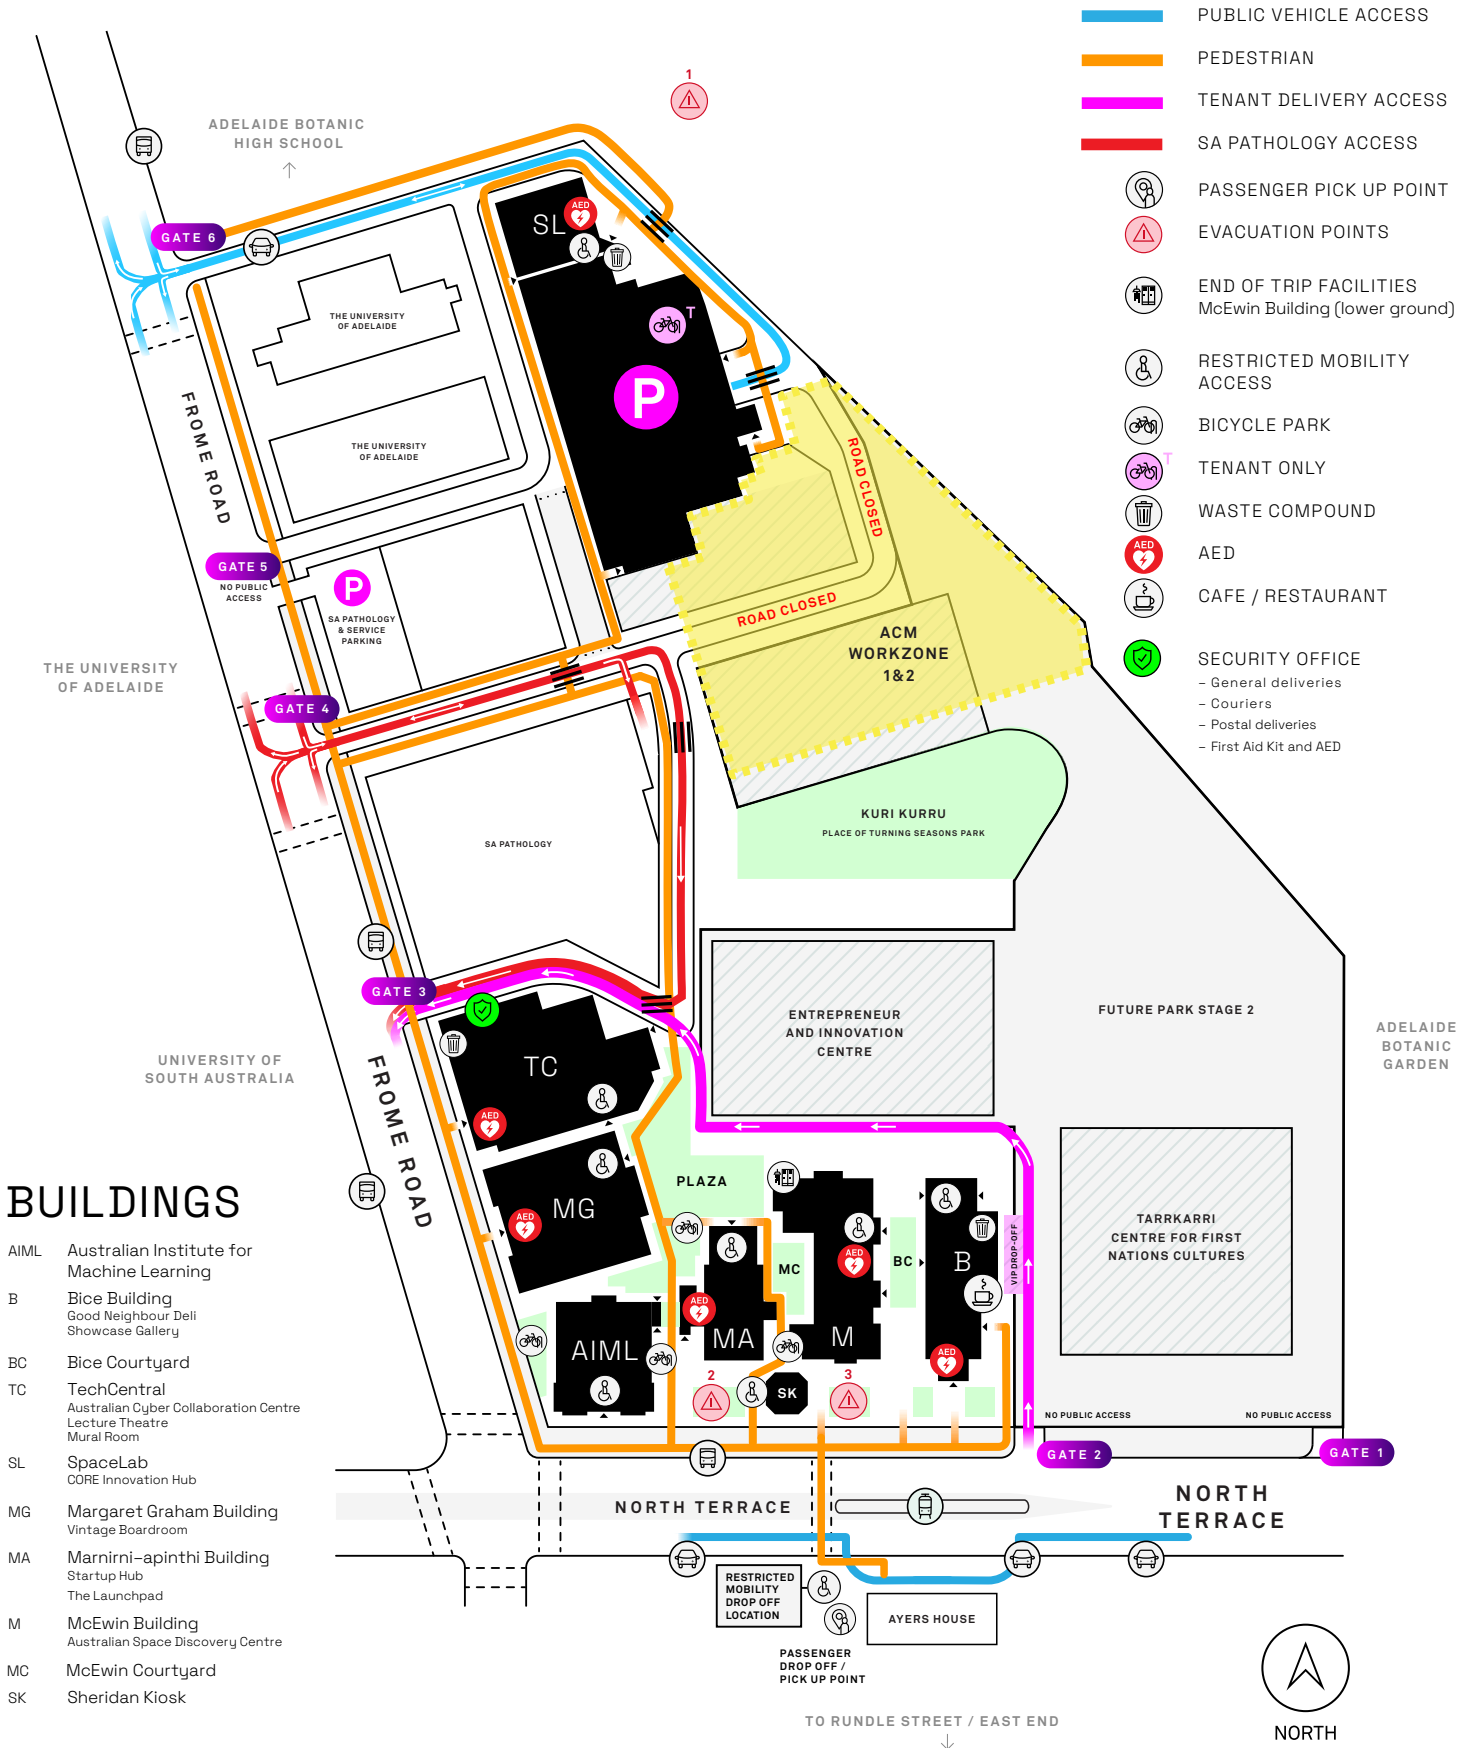 PUBLIC VEHICLE ACCESS
PEDESTRIAN
TENANT DELIVERY ACCESS
SA PATHOLOGY ACCESS
PASSENGER PICK UP POINT
EVACUATION POINTS
END OF TRIP FACILITIES
McEwin Building (lower ground)
RESTRICTED MOBILITY
ACCESS
BICYCLE PARK
T
TENANT ONLY
WASTE COMPOUND
AED
AED
CAFE / RESTAURANT
SECURITY OFFICE
– General deliveries
– Couriers
– Postal deliveries
– First Aid Kit and AED
1
ADELAIDE BOTANIC
HIGH SCHOOL
GATE 6
SL
AED
THE UNIVERSITY
OF ADELAIDE
T
P
THE UNIVERSITY
OF ADELAIDE
FROME ROAD
ROAD CLOSED
GATE 5
NO PUBLIC
ACCESS
P
SA PATHOLOGY
& SERVICE
PARKING
ROAD CLOSED
ACM
WORKZONE
1&2
THE UNIVERSITY
OF ADELAIDE
GATE 4
KURI KURRU
PLACE OF TURNING SEASONS PARK
SA PATHOLOGY
GATE 3
ENTREPRENEUR
AND INNOVATION
CENTRE
FUTURE PARK STAGE 2
ADELAIDE
BOTANIC
GARDEN
UNIVERSITY OF
SOUTH AUSTRALIA
TC
AED
FROME ROAD
PLAZA
MG
AED
MC
AED
BC
B
VIP DROP-OFF
TARRKARRI
CENTRE FOR FIRST
NATIONS CULTURES
AED
MA
M
AIML
AED
2
SK
3
NO PUBLIC ACCESS
NO PUBLIC ACCESS
GATE 2
GATE 1
NORTH TERRACE
NORTH
TERRACE
RESTRICTED
MOBILITY
DROP OFF
LOCATION
AYERS HOUSE
PASSENGER
DROP OFF /
PICK UP POINT
TO RUNDLE STREET / EAST END
NORTH
BUILDINGS
AIML Australian Institute for
Machine Learning
B Bice Building
Good Neighbour Deli
Showcase Gallery
BC Bice Courtyard
TC TechCentral
Australian Cyber Collaboration Centre
Lecture Theatre
Mural Room
SL SpaceLab
CORE Innovation Hub
MG Margaret Graham Building
Vintage Boardroom
MA Marnirni-apinthi Building
Startup Hub
The Launchpad
M McEwin Building
Australian Space Discovery Centre
MC McEwin Courtyard
SK Sheridan Kiosk